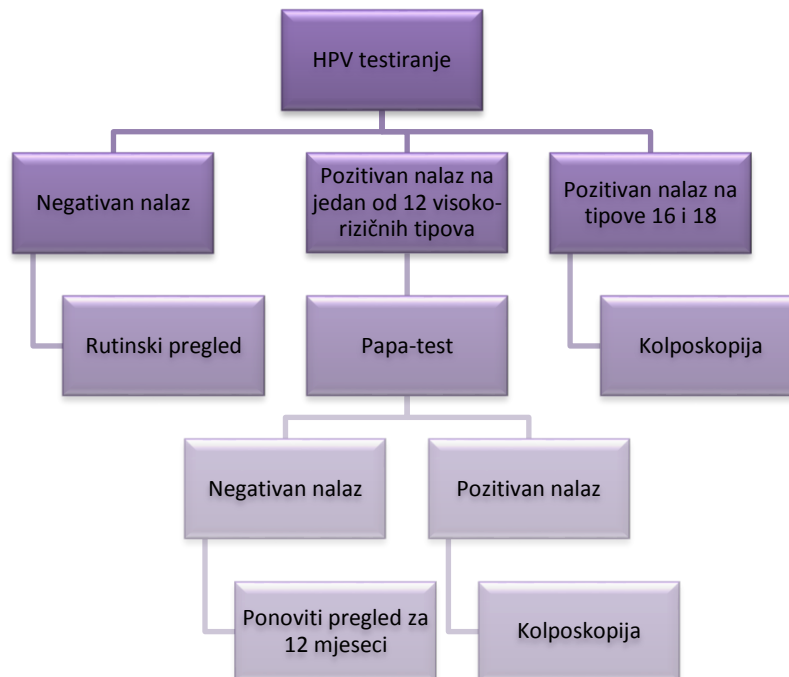 HPV testiranje
Negativan nalaz
Pozitivan nalaz na
jedan od 12 visoko-
rizičnih tipova
Pozitivan nalaz na
tipove 16 i 18
Rutinski pregled
Papa-test
Kolposkopija
Negativan nalaz
Pozitivan nalaz
Ponoviti pregled za
12 mjeseci
Kolposkopija